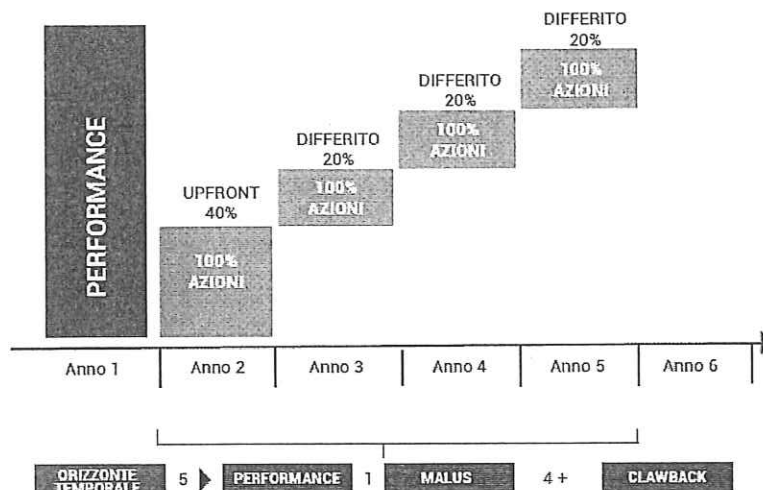 DIFFERITO
20%
100%
AZIONI
DIFFERITO
20%
100%
AZIONI
DIFFERITO
20%
100%
AZIONI
UPFRONT
40%
100%
AZIONI
PERFORMANCE
Anno 1
Anno 2
Anno 3
Anno 4
Anno 5
Anno 6
ORIZZONTE
TEMPORALE
5
PERFORMANCE
1
MALUS
4 +
CLAWBACK